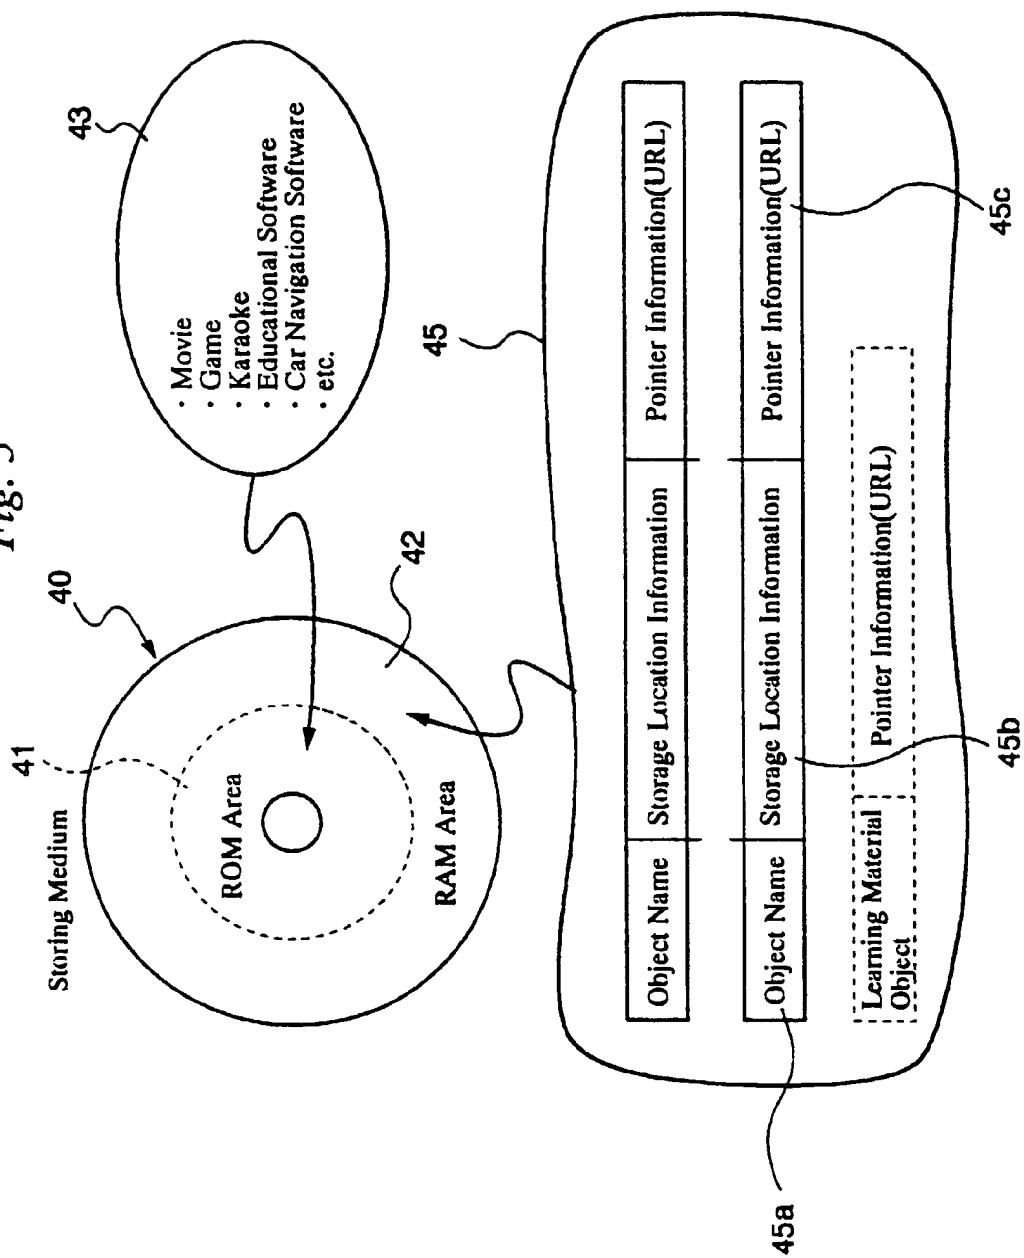 Fig. 5
Storing Medium
40
41
42
ROM Area
RAM Area
43
· Movie
· Game
· Karaoke
· Educational Software
· Car Navigation Software
· etc.
45
Object Name
Storage Location Information
Pointer Information(URL)
Object Name
Storage Location Information
Pointer Information(URL)
Learning Material
Object
Pointer Information(URL)
45a
45b
45c